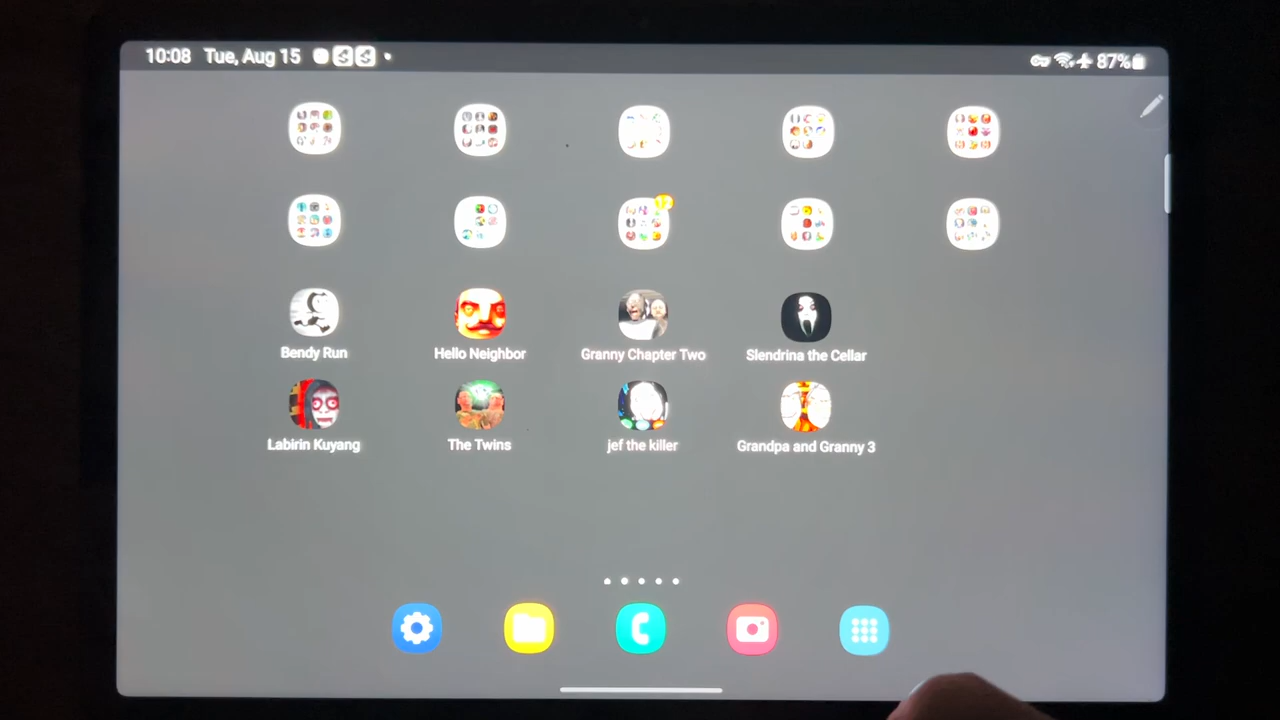 10:08 Tue, Aug 15 87%
Bendy Run Hello Neighbor Granny Chapter Two Slendrina the Cellar
Labirin Kuyang The Twins jef the killer Grandpa and Granny 3